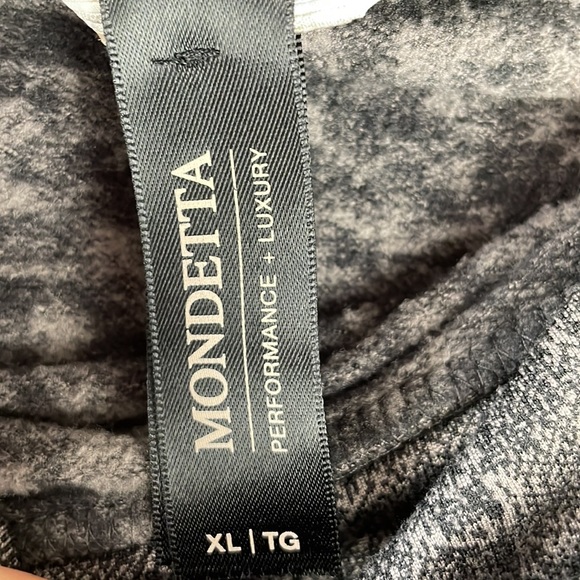 MONDETTA
PERFORMANCE + LUXURY
XL | TG